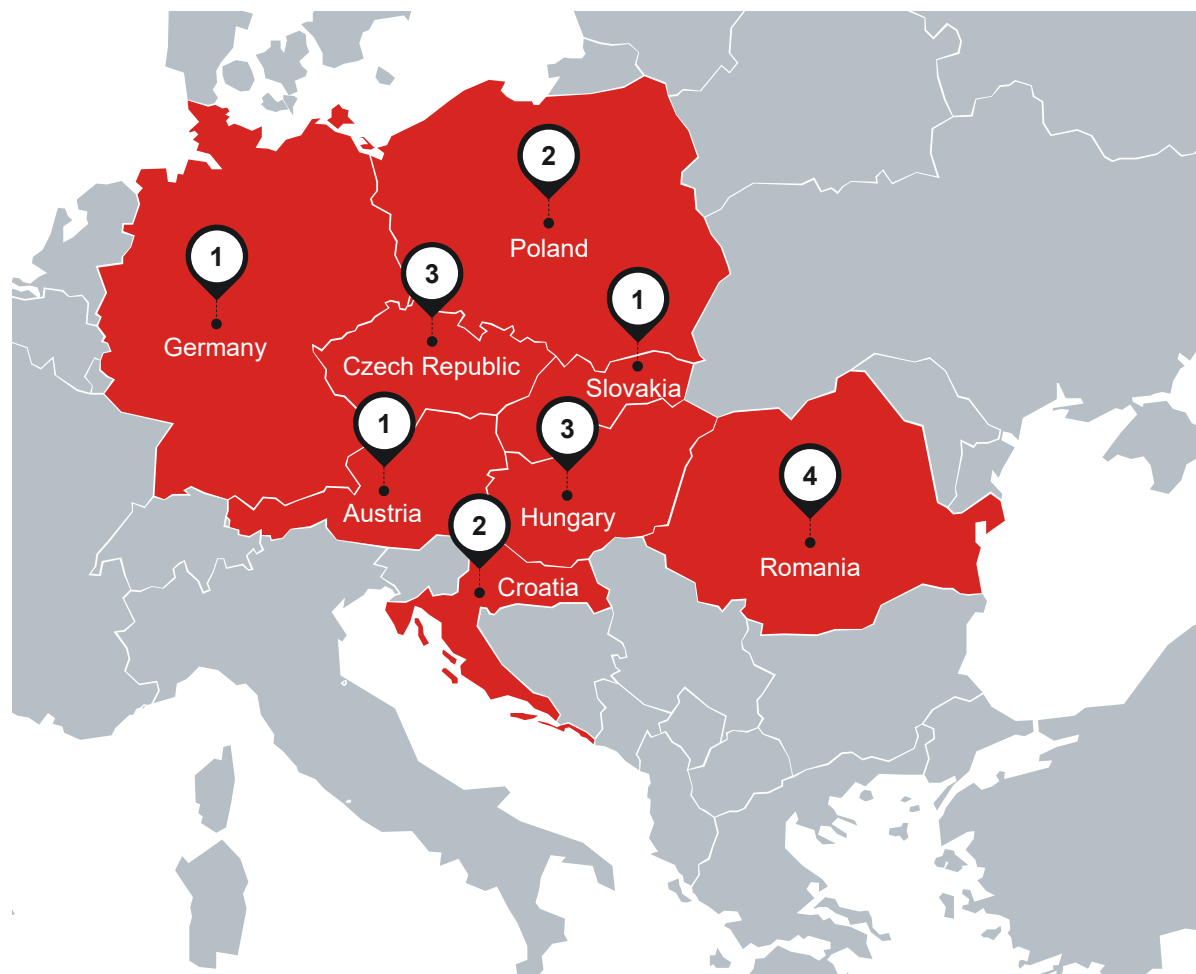 2
Poland
1
Germany
3
Czech Republic
1
Slovakia
1
Austria
3
Hungary
4
Romania
2
Croatia